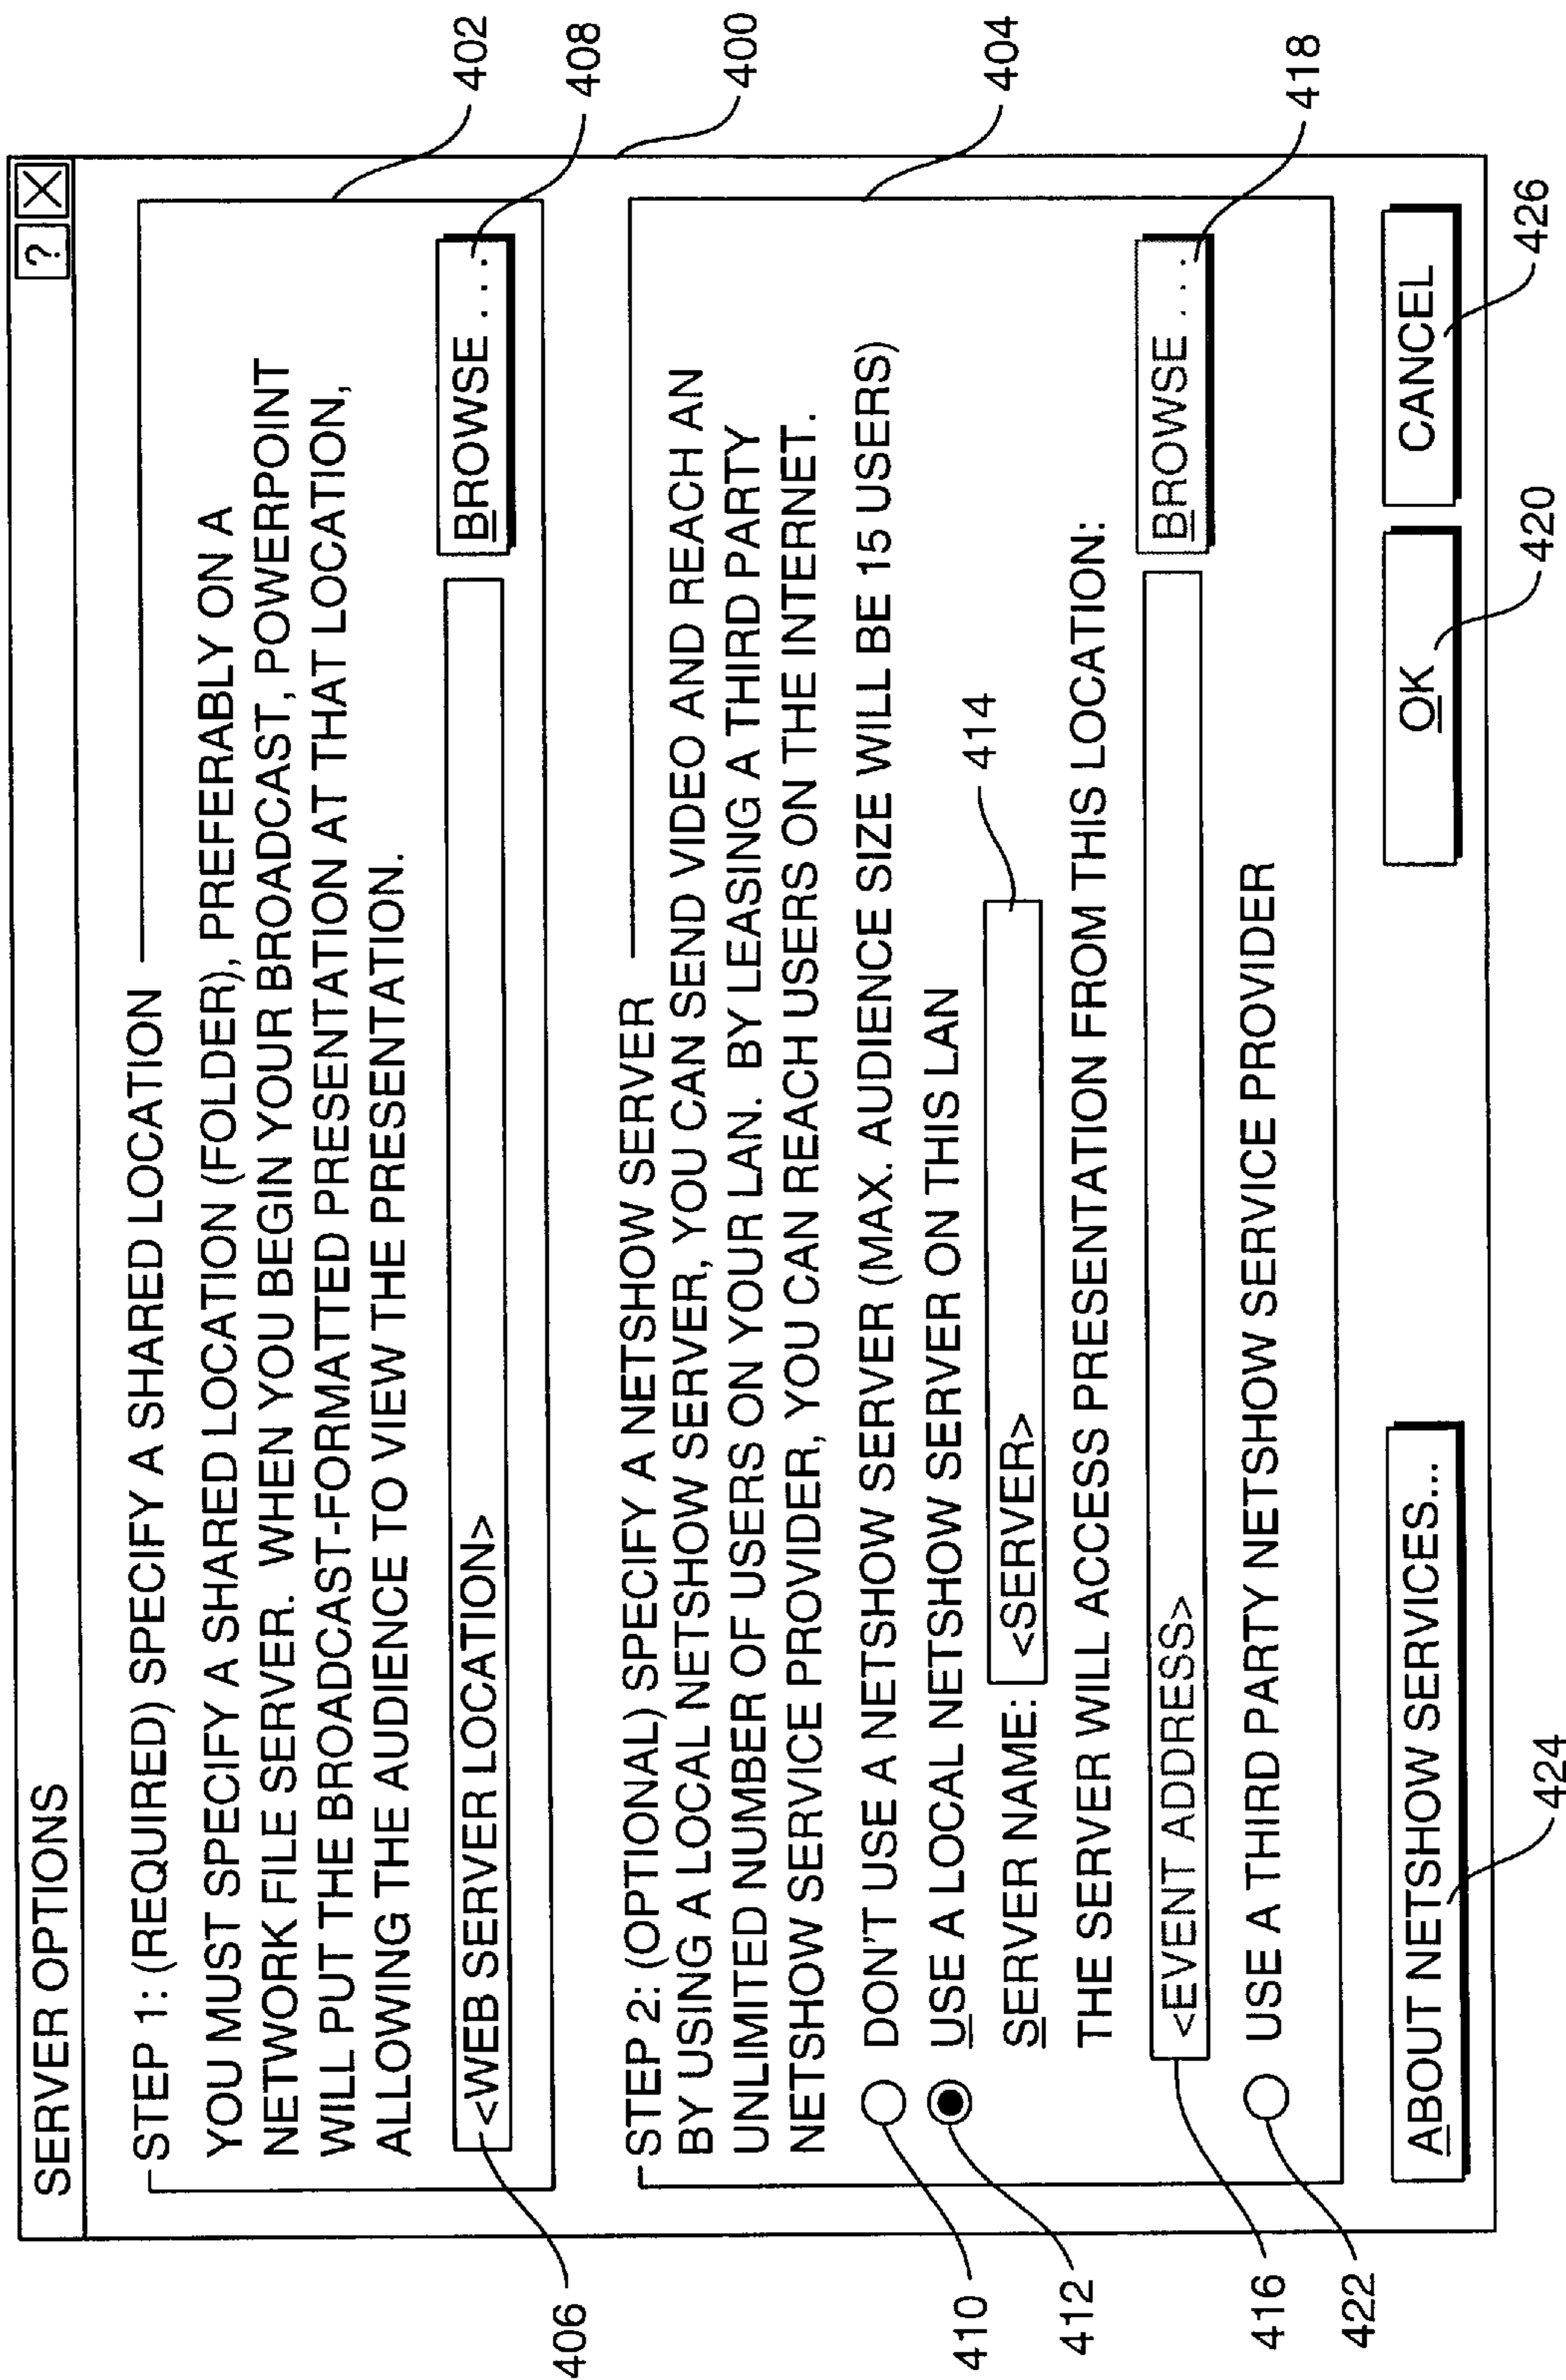 SERVER OPTIONS
? X
STEP 1: (REQUIRED) SPECIFY A SHARED LOCATION
YOU MUST SPECIFY A SHARED LOCATION (FOLDER), PREFERABLY ON A
NETWORK FILE SERVER. WHEN YOU BEGIN YOUR BROADCAST, POWERPOINT
WILL PUT THE BROADCAST-FORMATTED PRESENTATION AT THAT LOCATION,
ALLOWING THE AUDIENCE TO VIEW THE PRESENTATION.
402
<WEB SERVER LOCATION>
BROWSE ...
406
408
400
STEP 2: (OPTIONAL) SPECIFY A NETSHOW SERVER
BY USING A LOCAL NETSHOW SERVER, YOU CAN SEND VIDEO AND REACH AN
UNLIMITED NUMBER OF USERS ON YOUR LAN. BY LEASING A THIRD PARTY
NETSHOW SERVICE PROVIDER, YOU CAN REACH USERS ON THE INTERNET.
404
410
DON'T USE A NETSHOW SERVER (MAX. AUDIENCE SIZE WILL BE 15 USERS)
412
USE A LOCAL NETSHOW SERVER ON THIS LAN
SERVER NAME: <SERVER>
414
THE SERVER WILL ACCESS PRESENTATION FROM THIS LOCATION:
<EVENT ADDRESS>
BROWSE ...
416
418
422
USE A THIRD PARTY NETSHOW SERVICE PROVIDER
ABOUT NETSHOW SERVICES...
OK
CANCEL
424
420
426